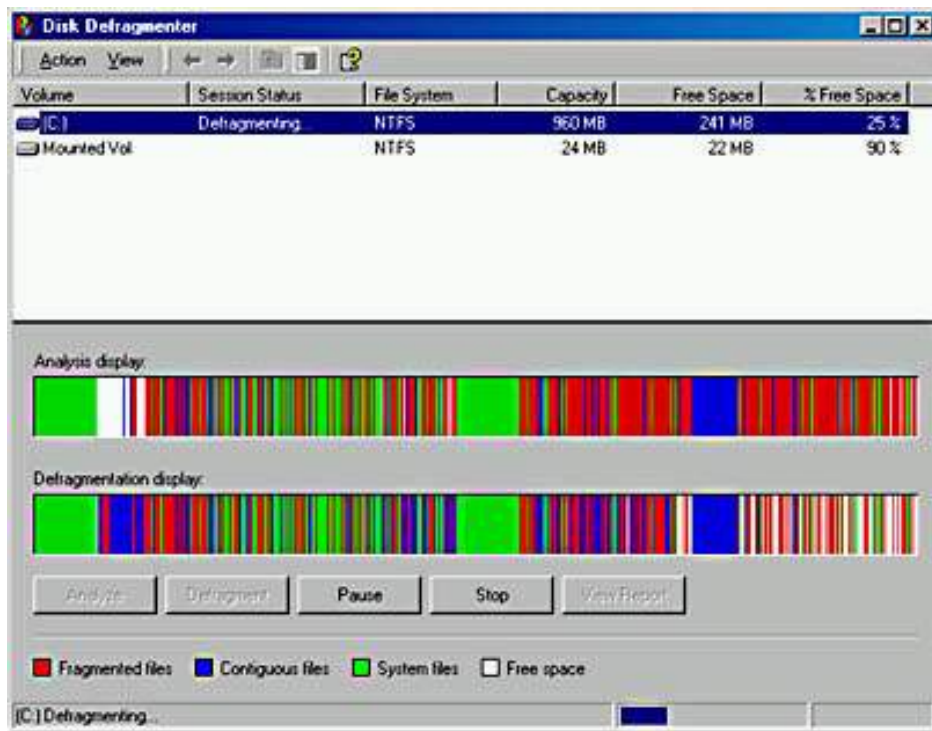 Disk Defragmenter
Action View
Volume Session Status File System Capacity Free Space % Free Space
(C:) Defragmenting... NTFS 960 MB 241 MB 25 %
Mounted Vol NTFS 24 MB 22 MB 90 %
Analysis display:
Defragmentation display:
Analyze Defragment Pause Stop View Report
Fragmented files Contiguous files System files Free space
(C:) Defragmenting...